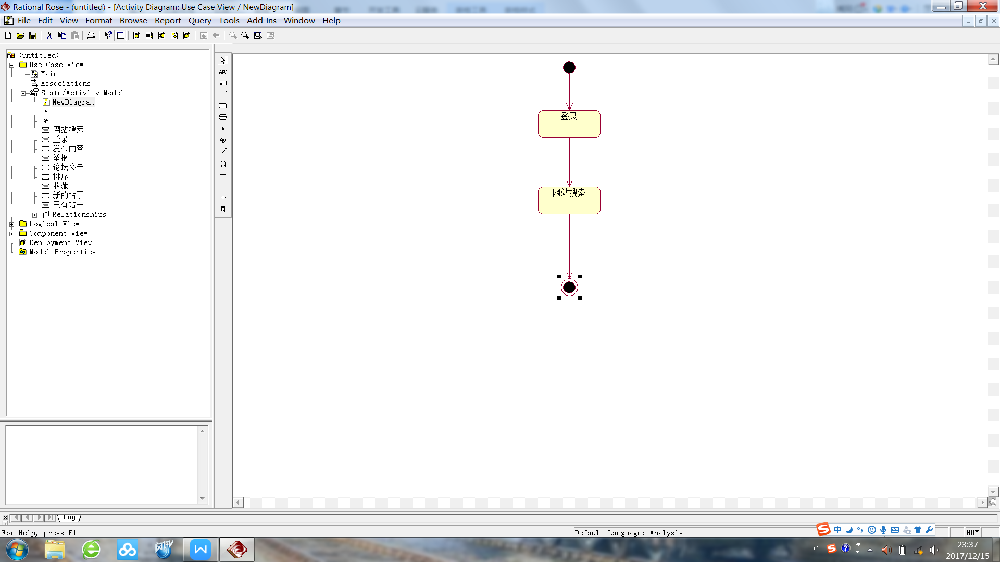 Rational Rose - (untitled) - [Activity Diagram: Use Case View / NewDiagram]
File Edit View Format Browse Report Query Tools Add-Ins Window Help
(untitled)
Use Case View
Main
Associations
State/Activity Model
NewDiagram
网站搜索
登录
发布内容
举报
论坛公告
排序
收藏
新的帖子
已有帖子
Relationships
Logical View
Component View
Deployment View
Model Properties
ABC
登录
网站搜索
Log
For Help, press F1
Default Language: Analysis
中
NUM
CH
23:37
2017/12/15